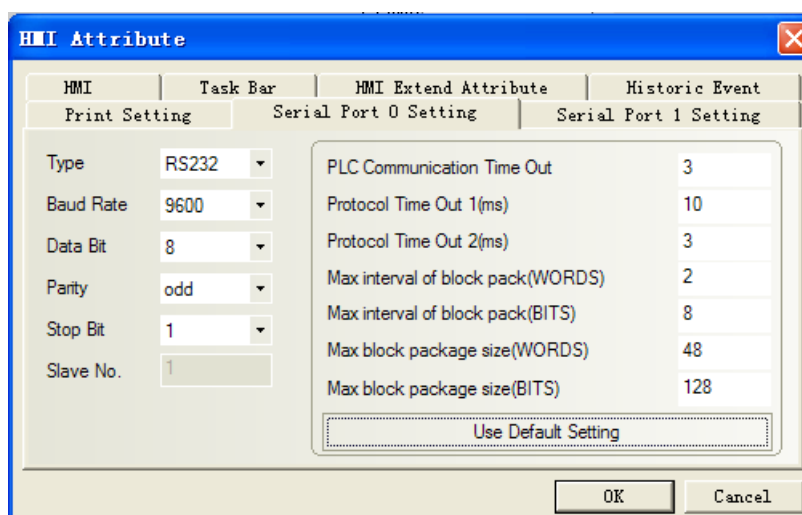 HMI Attribute
HMI
Task Bar
HMI Extend Attribute
Historic Event
Print Setting
Serial Port 0 Setting
Serial Port 1 Setting
Type RS232
Baud Rate 9600
Data Bit 8
Parity odd
Stop Bit 1
Slave No. 1
PLC Communication Time Out 3
Protocol Time Out 1(ms) 10
Protocol Time Out 2(ms) 3
Max interval of block pack(WORDS) 2
Max interval of block pack(BITS) 8
Max block package size(WORDS) 48
Max block package size(BITS) 128
Use Default Setting
OK
Cancel